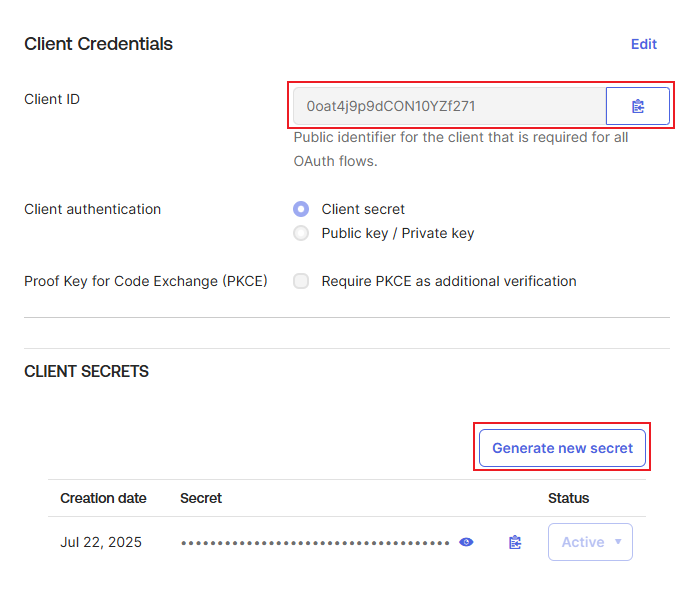 Client Credentials
Edit
Client ID
0oat4j9p9dCON10YZf271
Public identifier for the client that is required for all
OAuth flows.
Client authentication
Client secret
Public key / Private key
Proof Key for Code Exchange (PKCE)
Require PKCE as additional verification
CLIENT SECRETS
Generate new secret
Creation date Secret Status
Jul 22, 2025 •••••••••••••••••••••••••••••••••• Active